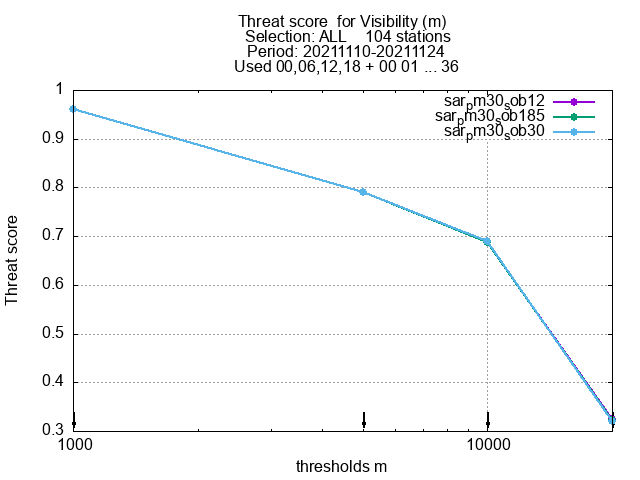 Threat score  for Visibility (m)
Selection: ALL    104 stations
Period: 20211110-20211124
Used 00,06,12,18 + 00 01 ... 36
sarpm30sob12
sarpm30sob185
sarpm30sob30
1
0.9
0.8
0.7
0.6
0.5
0.4
0.3
Threat score
1000
10000
thresholds m